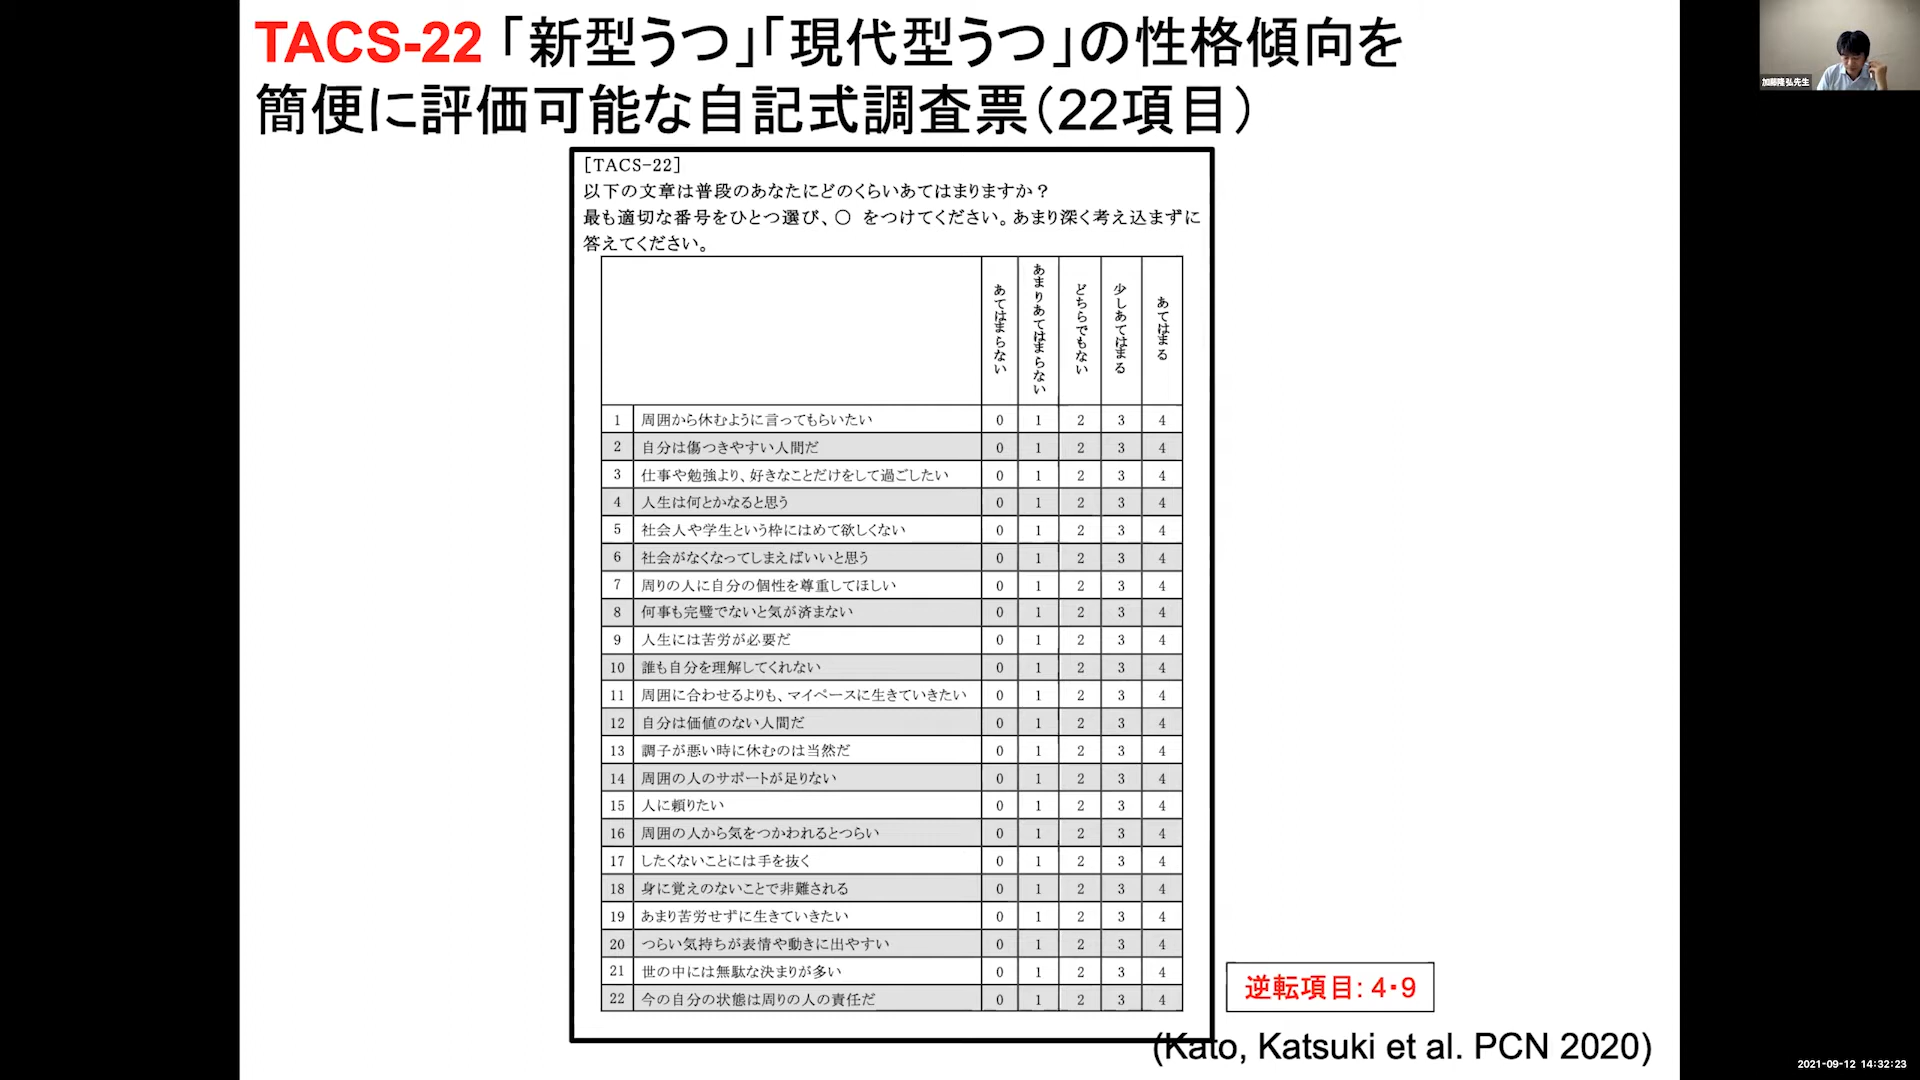 TACS-22「新型うつ」「現代型うつ」の性格傾向を
簡便に評価可能な自記式調査票(22項目)
加藤隆弘先生
[TACS-22]
以下の文章は普段のあなたにどのくらいあてはまりますか?
最も適切な番号をひとつ選び、〇 をつけてください。あまり深く考え込まずに
答えてください。
あてはまらない
あまりあてはまらない
どちらでもない
少しあてはまる
あてはまる
1 周囲から休むように言ってもらいたい 0 1 2 3 4
2 自分は傷つきやすい人間だ 0 1 2 3 4
3 仕事や勉強より、好きなことだけをして過ごしたい 0 1 2 3 4
4 人生は何とかなると思う 0 1 2 3 4
5 社会人や学生という枠にはめて欲しくない 0 1 2 3 4
6 社会がなくなってしまえばいいと思う 0 1 2 3 4
7 周りの人に自分の個性を尊重してほしい 0 1 2 3 4
8 何事も完璧でないと気が済まない 0 1 2 3 4
9 人生には苦労が必要だ 0 1 2 3 4
10 誰も自分を理解してくれない 0 1 2 3 4
11 周囲に合わせるよりも、マイペースに生きていきたい 0 1 2 3 4
12 自分は価値のない人間だ 0 1 2 3 4
13 調子が悪い時に休むのは当然だ 0 1 2 3 4
14 周囲の人のサポートが足りない 0 1 2 3 4
15 人に頼りたい 0 1 2 3 4
16 周囲の人から気をつかわれるとつらい 0 1 2 3 4
17 したくないことには手を抜く 0 1 2 3 4
18 身に覚えのないことで非難される 0 1 2 3 4
19 あまり苦労せずに生きていきたい 0 1 2 3 4
20 つらい気持ちが表情や動きに出やすい 0 1 2 3 4
21 世の中には無駄な決まりが多い 0 1 2 3 4
22 今の自分の状態は周りの人の責任だ 0 1 2 3 4
逆転項目: 4・9
(Kato, Katsuki et al. PCN 2020)
2021-09-12 14:32:23